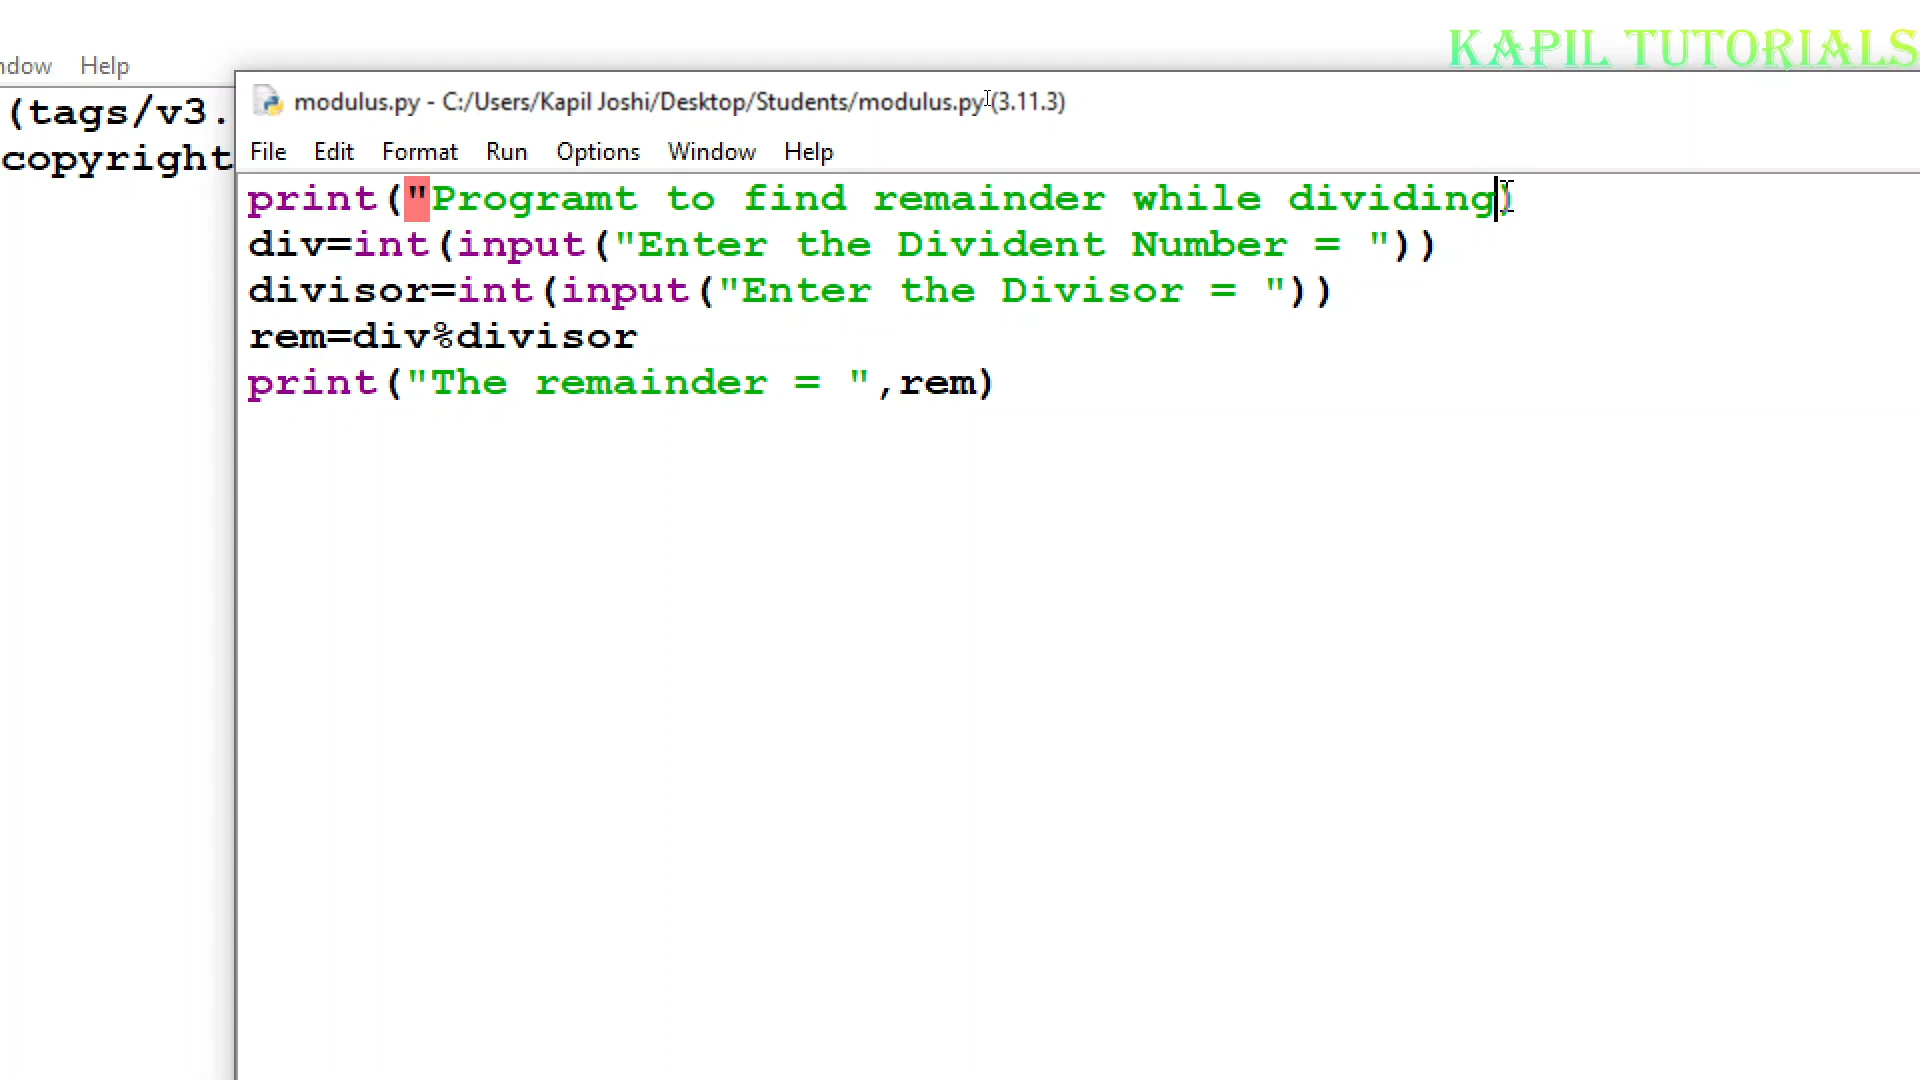 KAPIL TUTORIALS
ndow Help
(tags/v3.
copyright
modulus.py - C:/Users/Kapil Joshi/Desktop/Students/modulus.py (3.11.3)
File Edit Format Run Options Window Help
print("Programt to find remainder while dividing)
div=int(input("Enter the Divident Number = "))
divisor=int(input("Enter the Divisor = "))
rem=div%divisor
print("The remainder = ",rem)